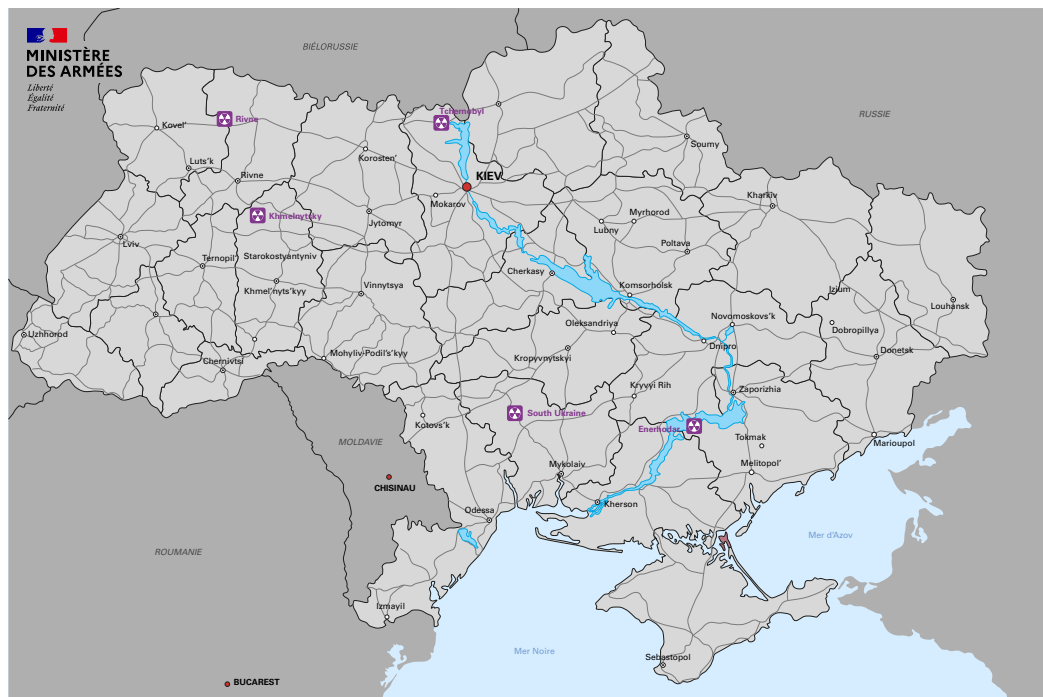 MINISTÈRE
DES ARMÉES
Liberté
Égalité
Fraternité
BIÉLORUSSIE
RUSSIE
Tchernobyl
Rivne
Kovel'
Soumy
Korosten'
Luts'k
KIEV
Rivne
Mokarov
Kharkiv
Khmelnytsky
Myrhorod
Jytomyr
Lubny
Lviv
Poltava
Starokostyantyniv
Ternopil'
Cherkasy
Vinnytsya
Komsorholsk
Izium
Khmel'nyts'kyy
Louhansk
Novomoskovs'k
Oleksandriya
Dobropillya
Uzhhorod
Dnipro
Donetsk
Mohyliv-Podil's'kyy
Kropyvnytskyi
Chernivtsi
Kryvyi Rih
Zaporizhia
South Ukraine
Kotovs'k
Enerhodar
Tokmak
Marioupol
MOLDAVIE
Mykolaiv
Melitopol'
CHISINAU
Kherson
Odessa
Mer d'Azov
ROUMANIE
Izmayil
Mer Noire
Sebastopol
BUCAREST